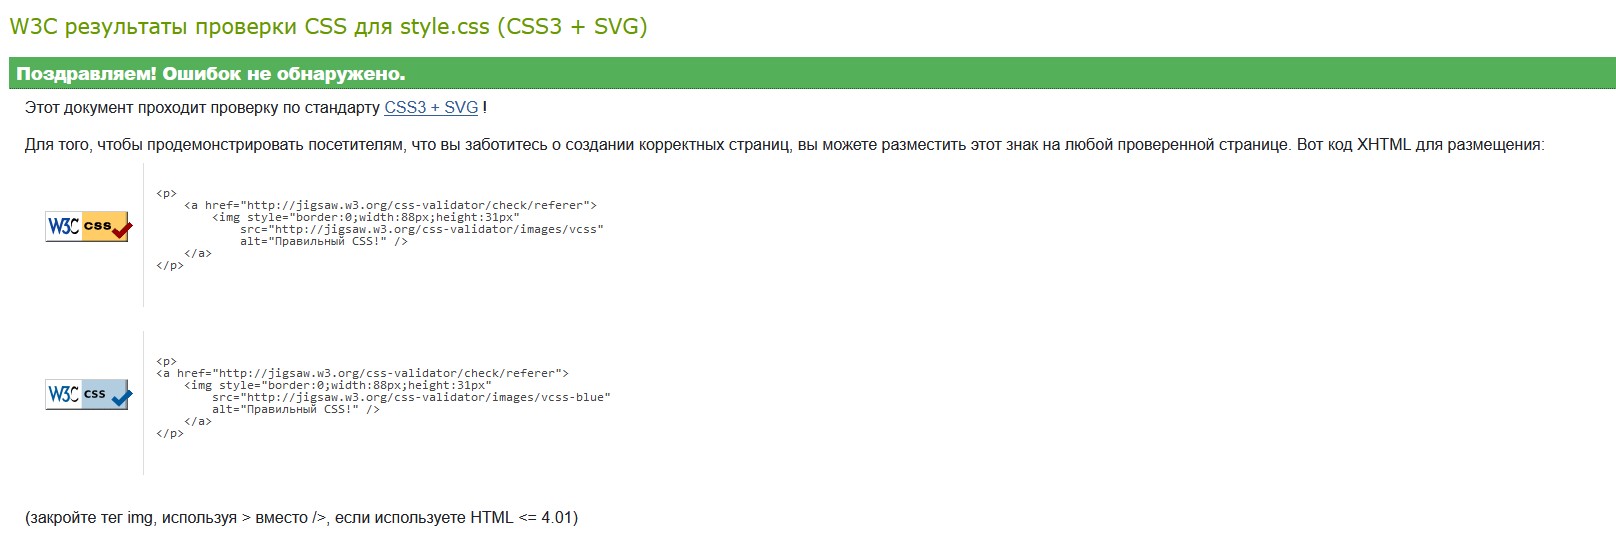 W3C результаты проверки CSS для style.css (CSS3 + SVG)
Поздравляем! Ошибок не обнаружено.
Этот документ проходит проверку по стандарту CSS3 + SVG !
Для того, чтобы продемонстрировать посетителям, что вы заботитесь о создании корректных страниц, вы можете разместить этот знак на любой проверенной странице. Вот код XHTML для размещения:
W3C css
<p>
    <a href="http://jigsaw.w3.org/css-validator/check/referer">
        <img style="border:0;width:88px;height:31px"
            src="http://jigsaw.w3.org/css-validator/images/vcss"
            alt="Правильный CSS!" />
    </a>
</p>
W3C css
<p>
<a href="http://jigsaw.w3.org/css-validator/check/referer">
    <img style="border:0;width:88px;height:31px"
        src="http://jigsaw.w3.org/css-validator/images/vcss-blue"
        alt="Правильный CSS!" />
    </a>
</p>
(закройте тег img, используя > вместо />, если используете HTML <= 4.01)